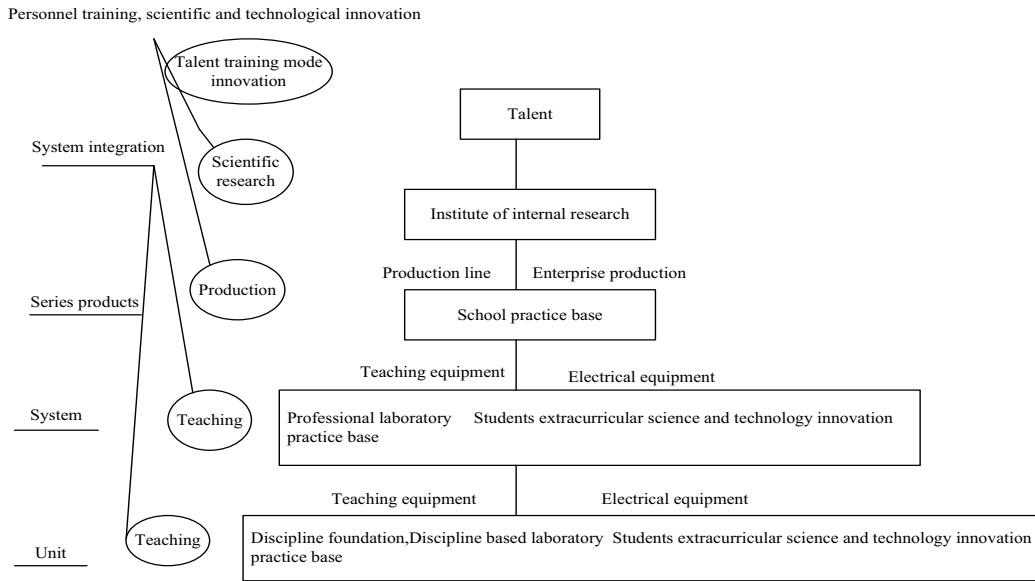 Personnel training, scientific and technological innovation
Talent training mode
innovation
Talent
System integration
Scientific
research
Institute of internal research
Production line
Enterprise production
Production
Series products
School practice base
Teaching equipment
Electrical equipment
System
Teaching
Professional laboratory Students extracurricular science and technology innovation
practice base
Teaching equipment
Electrical equipment
Unit
Teaching
Discipline foundation,Discipline based laboratory Students extracurricular science and technology innovation
practice base